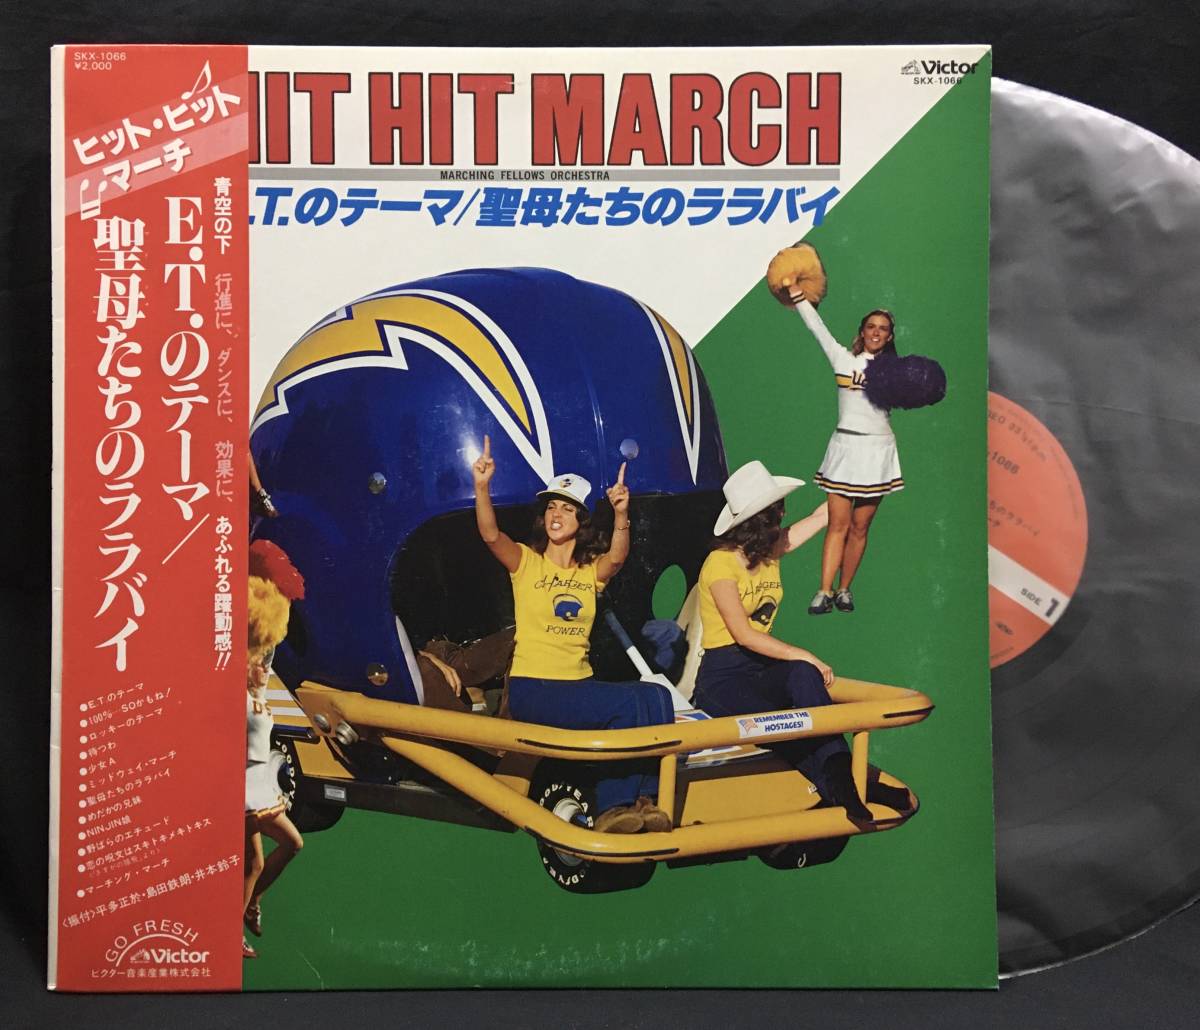 SKX-1066
¥2,000
ヒット・ヒット
マーチ
E.T.のテーマ/
聖母たちのララバイ
青空の下 行進に、ダンスに、効果に、あふれる躍動感!!
●E.T.のテーマ
●100%…SOかもね!
●ロッキーのテーマ
●待つわ
●少女A
●ミッドウェイ・マーチ
●聖母たちのララバイ
●めだかの兄妹
●NINJIN娘
●野ばらのエチュード
●恋の呪文はスキトキメキトキス
●マーチング・マーチ
〈振付〉平多正於・島田鉄朗・井本鈴子
GO FRESH
Victor
ビクター音楽産業株式会社
HIT HIT MARCH
MARCHING FELLOWS ORCHESTRA
.T.のテーマ/聖母たちのララバイ
Victor
SKX-1066
CHARGER
POWER
REMEMBER THE
HOSTAGES!
GOODYEAR
33⅓rpm
-1066
ちのララバイ
SIDE 1